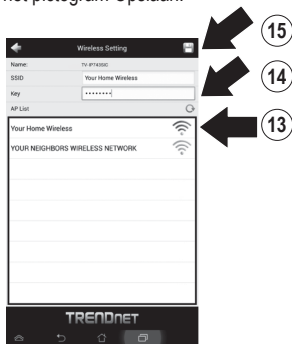 het pictogram Opslaan.
Wireless Setting
15
Name: TV-IP743SIC
SSID Your Home Wireless
14
Key ••••••••
AP List
13
Your Home Wireless
YOUR NEIGHBORS WIRELESS NETWORK
TRENDNET